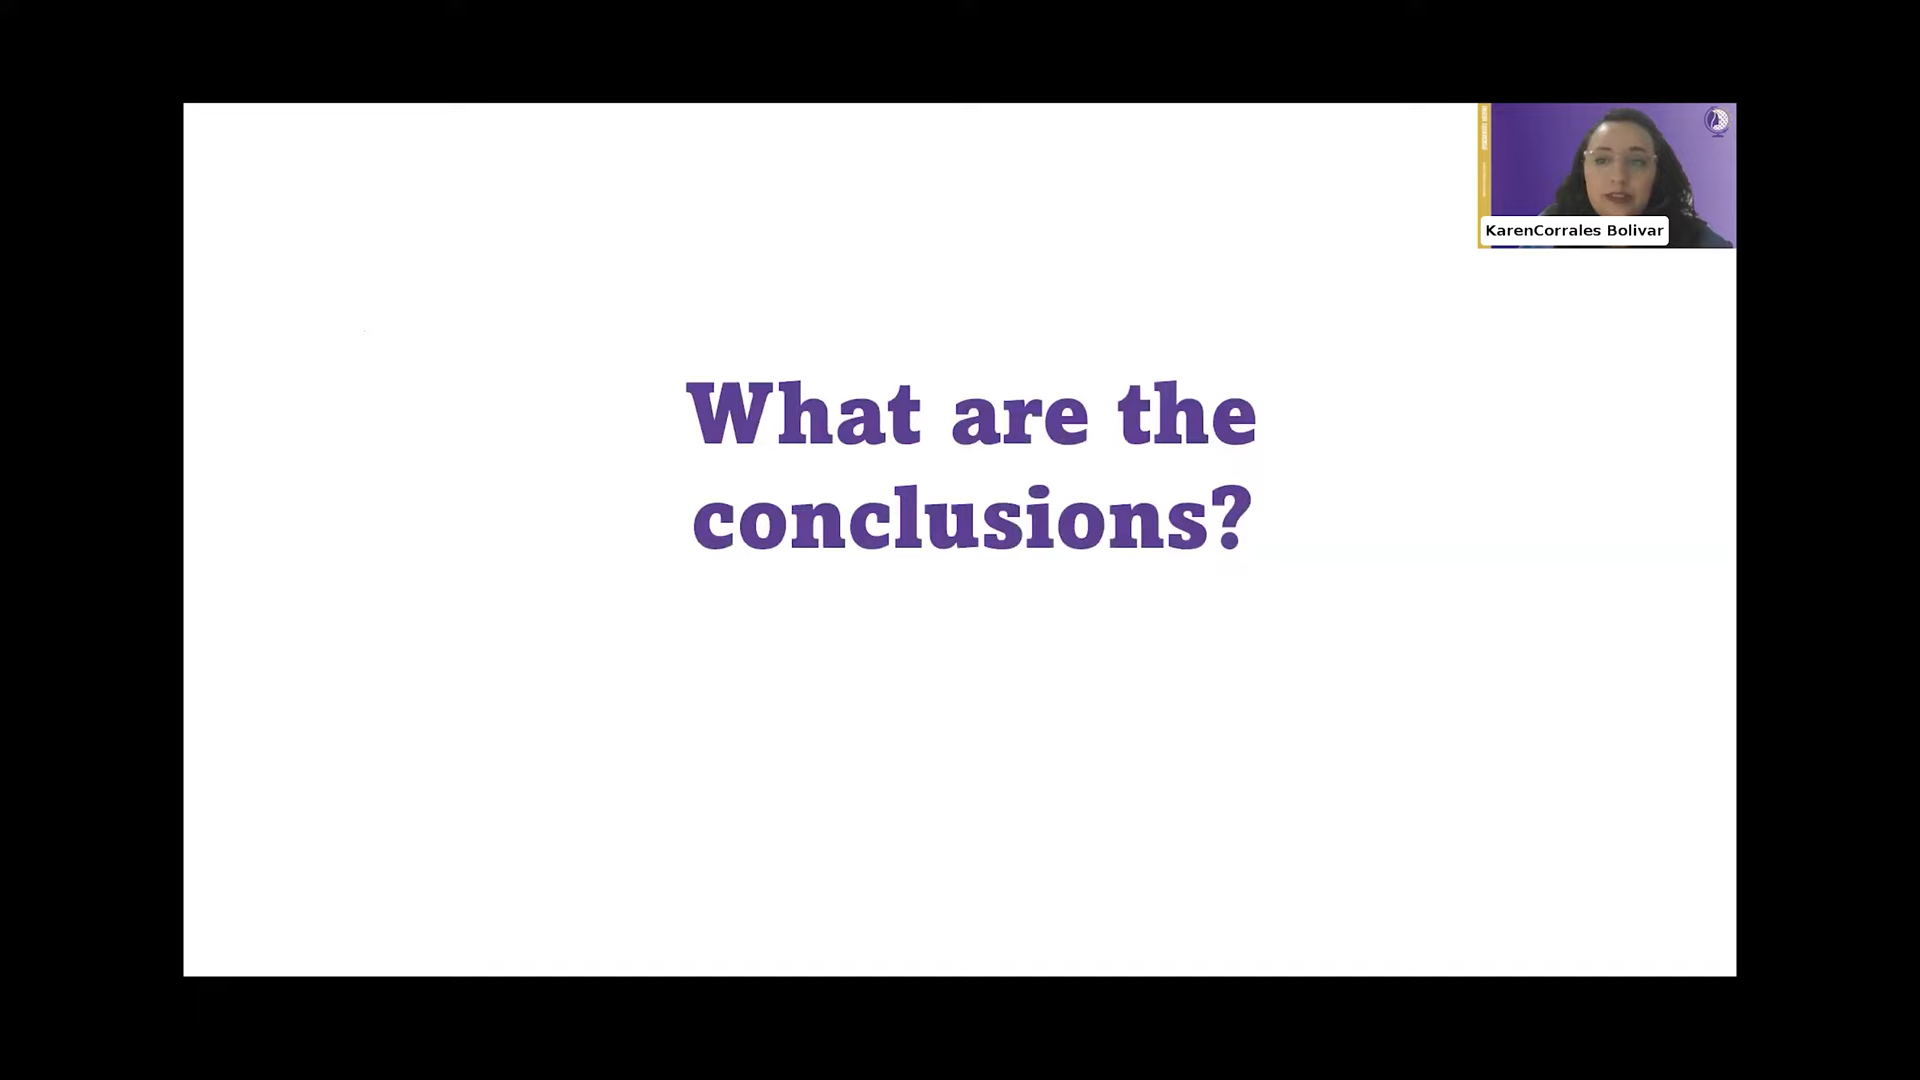 KarenCorrales Bolivar
What are the
conclusions?